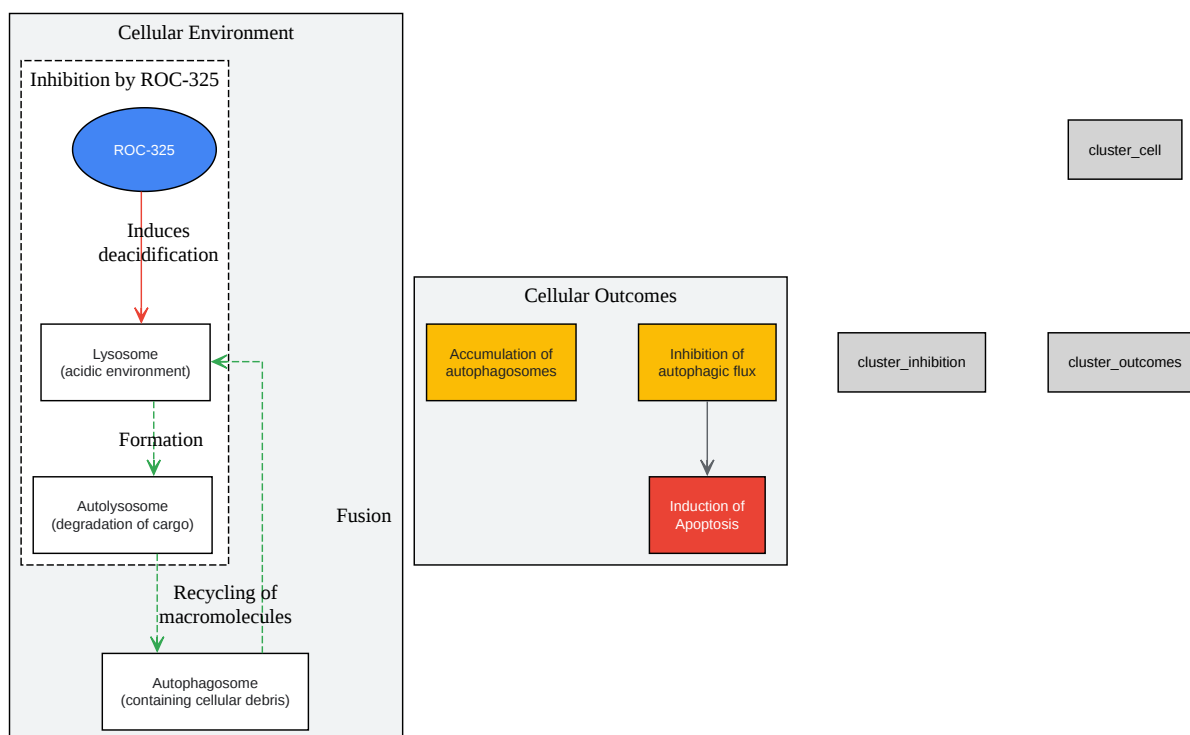 Cellular Environment
Inhibition by ROC-325
ROC-325
Induces
deacidification
Lysosome
(acidic environment)
Formation
Autolysosome
(degradation of cargo)
Fusion
Recycling of
macromolecules
Autophagosome
(containing cellular debris)
Cellular Outcomes
Accumulation of
autophagosomes
Inhibition of
autophagic flux
Induction of
Apoptosis
cluster_cell
cluster_inhibition
cluster_outcomes